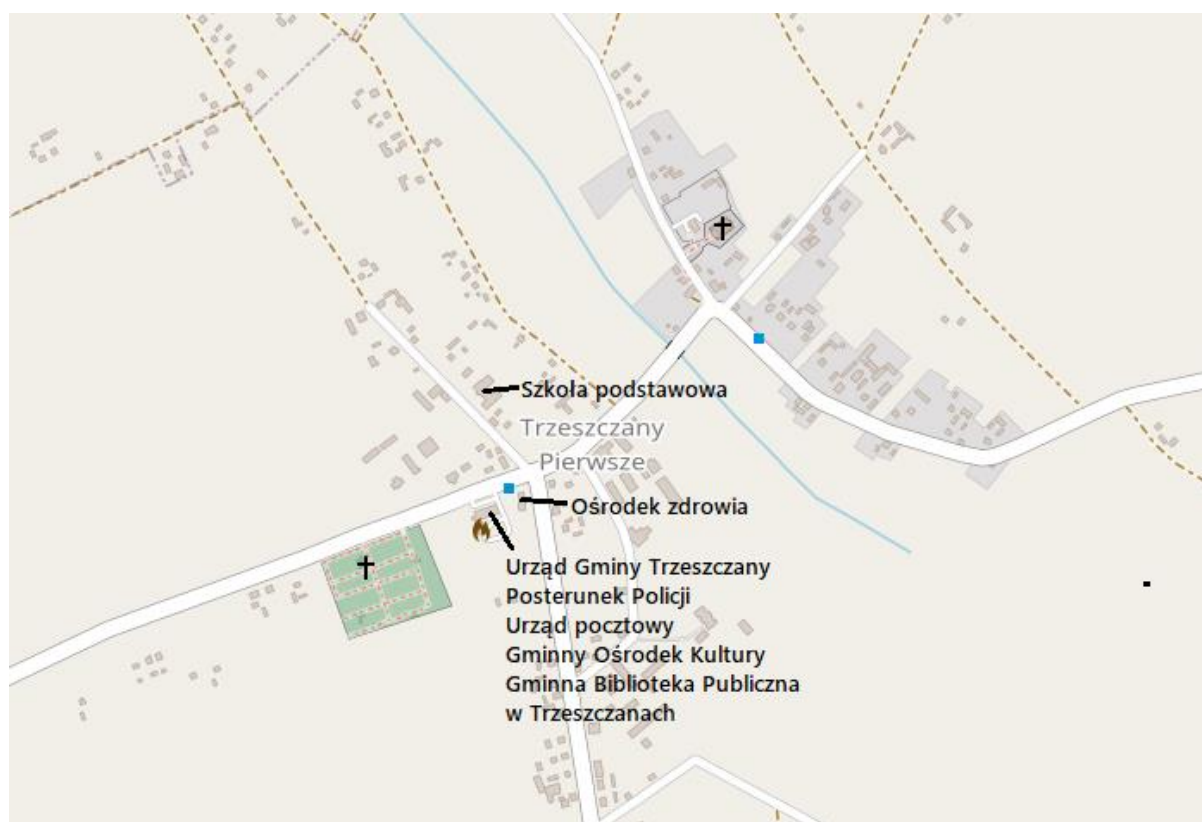 Szkoła podstawowa
Trzeszczany
Pierwsze
Ośrodek zdrowia
Urząd Gminy Trzeszczany
Posterunek Policji
Urząd pocztowy
Gminny Ośrodek Kultury
Gminna Biblioteka Publiczna
w Trzeszczanach